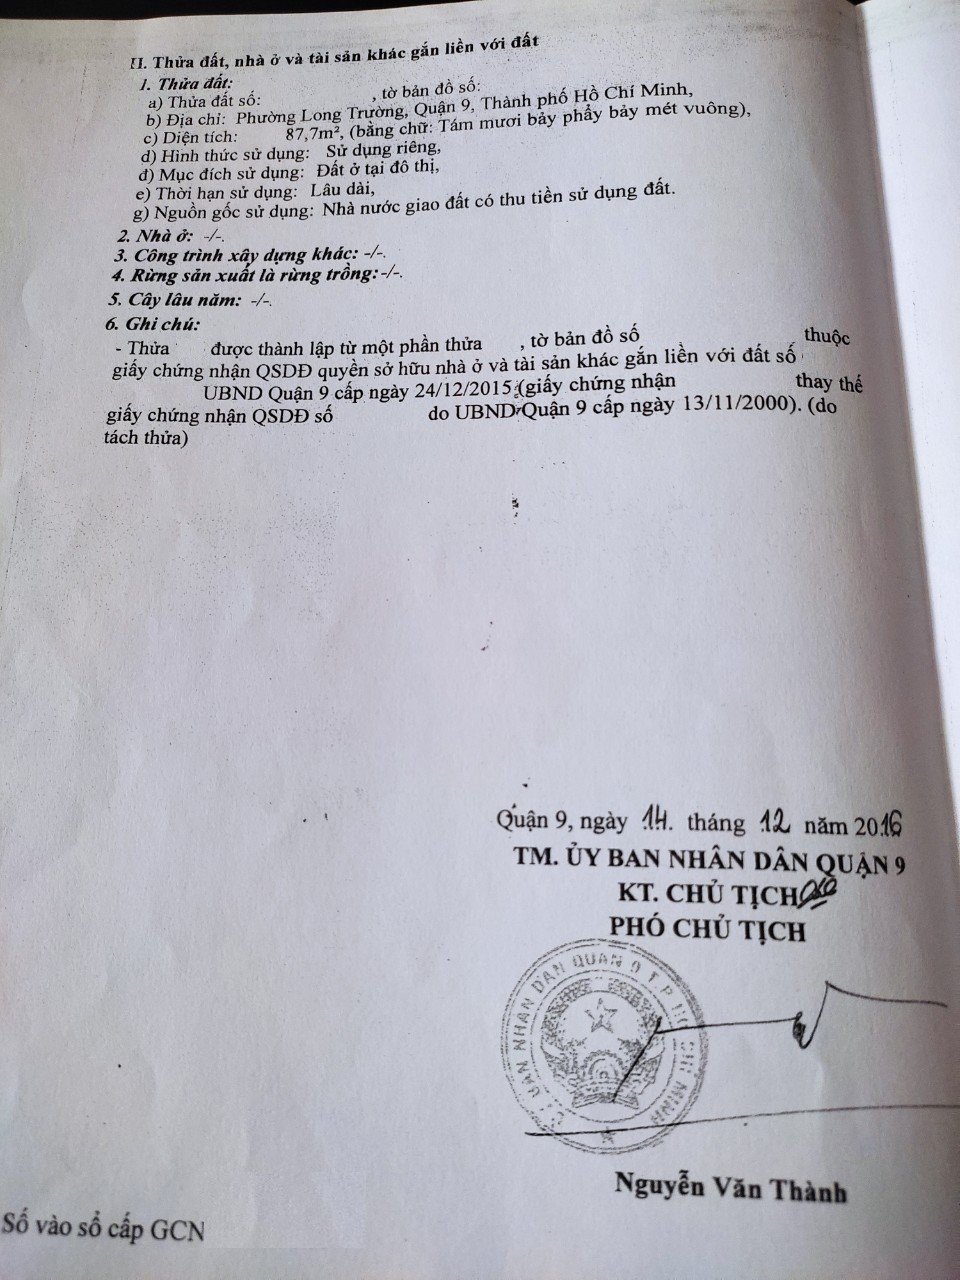 II. Thửa đất, nhà ở và tài sản khác gắn liền với đất
1. Thửa đất:
a) Thửa đất số: , tờ bản đồ số:
b) Địa chỉ: Phường Long Trường, Quận 9, Thành phố Hồ Chí Minh,
c) Diện tích: 87,7m², (bằng chữ: Tám mươi bảy phẩy bảy mét vuông),
d) Hình thức sử dụng: Sử dụng riêng,
đ) Mục đích sử dụng: Đất ở tại đô thị,
e) Thời hạn sử dụng: Lâu dài,
g) Nguồn gốc sử dụng: Nhà nước giao đất có thu tiền sử dụng đất.
2. Nhà ở: -/-.
3. Công trình xây dựng khác: -/-.
4. Rừng sản xuất là rừng trồng: -/-.
5. Cây lâu năm: -/-.
6. Ghi chú:
- Thửa được thành lập từ một phần thửa , tờ bản đồ số thuộc
giấy chứng nhận QSDĐ quyền sở hữu nhà ở và tài sản khác gắn liền với đất số
UBND Quận 9 cấp ngày 24/12/2015 (giấy chứng nhận thay thế
giấy chứng nhận QSDĐ số do UBND Quận 9 cấp ngày 13/11/2000). (do
tách thửa)
Quận 9, ngày 14 tháng 12 năm 2016
TM. ỦY BAN NHÂN DÂN QUẬN 9
KT. CHỦ TỊCH
PHÓ CHỦ TỊCH
BAN NHÂN DÂN QUẬN 9 T.P HỒ CHÍ MINH
Nguyễn Văn Thành
Số vào sổ cấp GCN